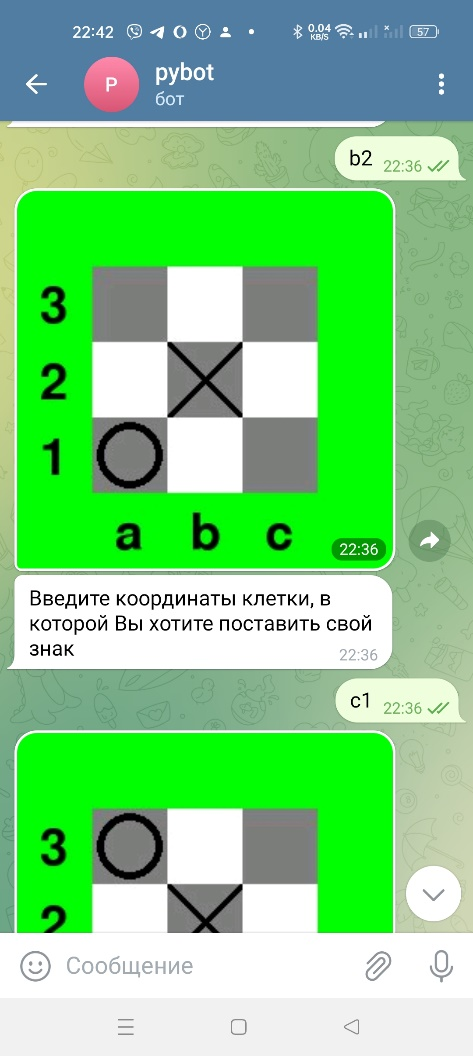 22:42
0.04
KB/S
57
P
pybot
бот
b2
22:36
3
2
1
a b c
22:36
Введите координаты клетки, в
которой Вы хотите поставить свой
знак
22:36
c1
22:36
3
2
Сообщение